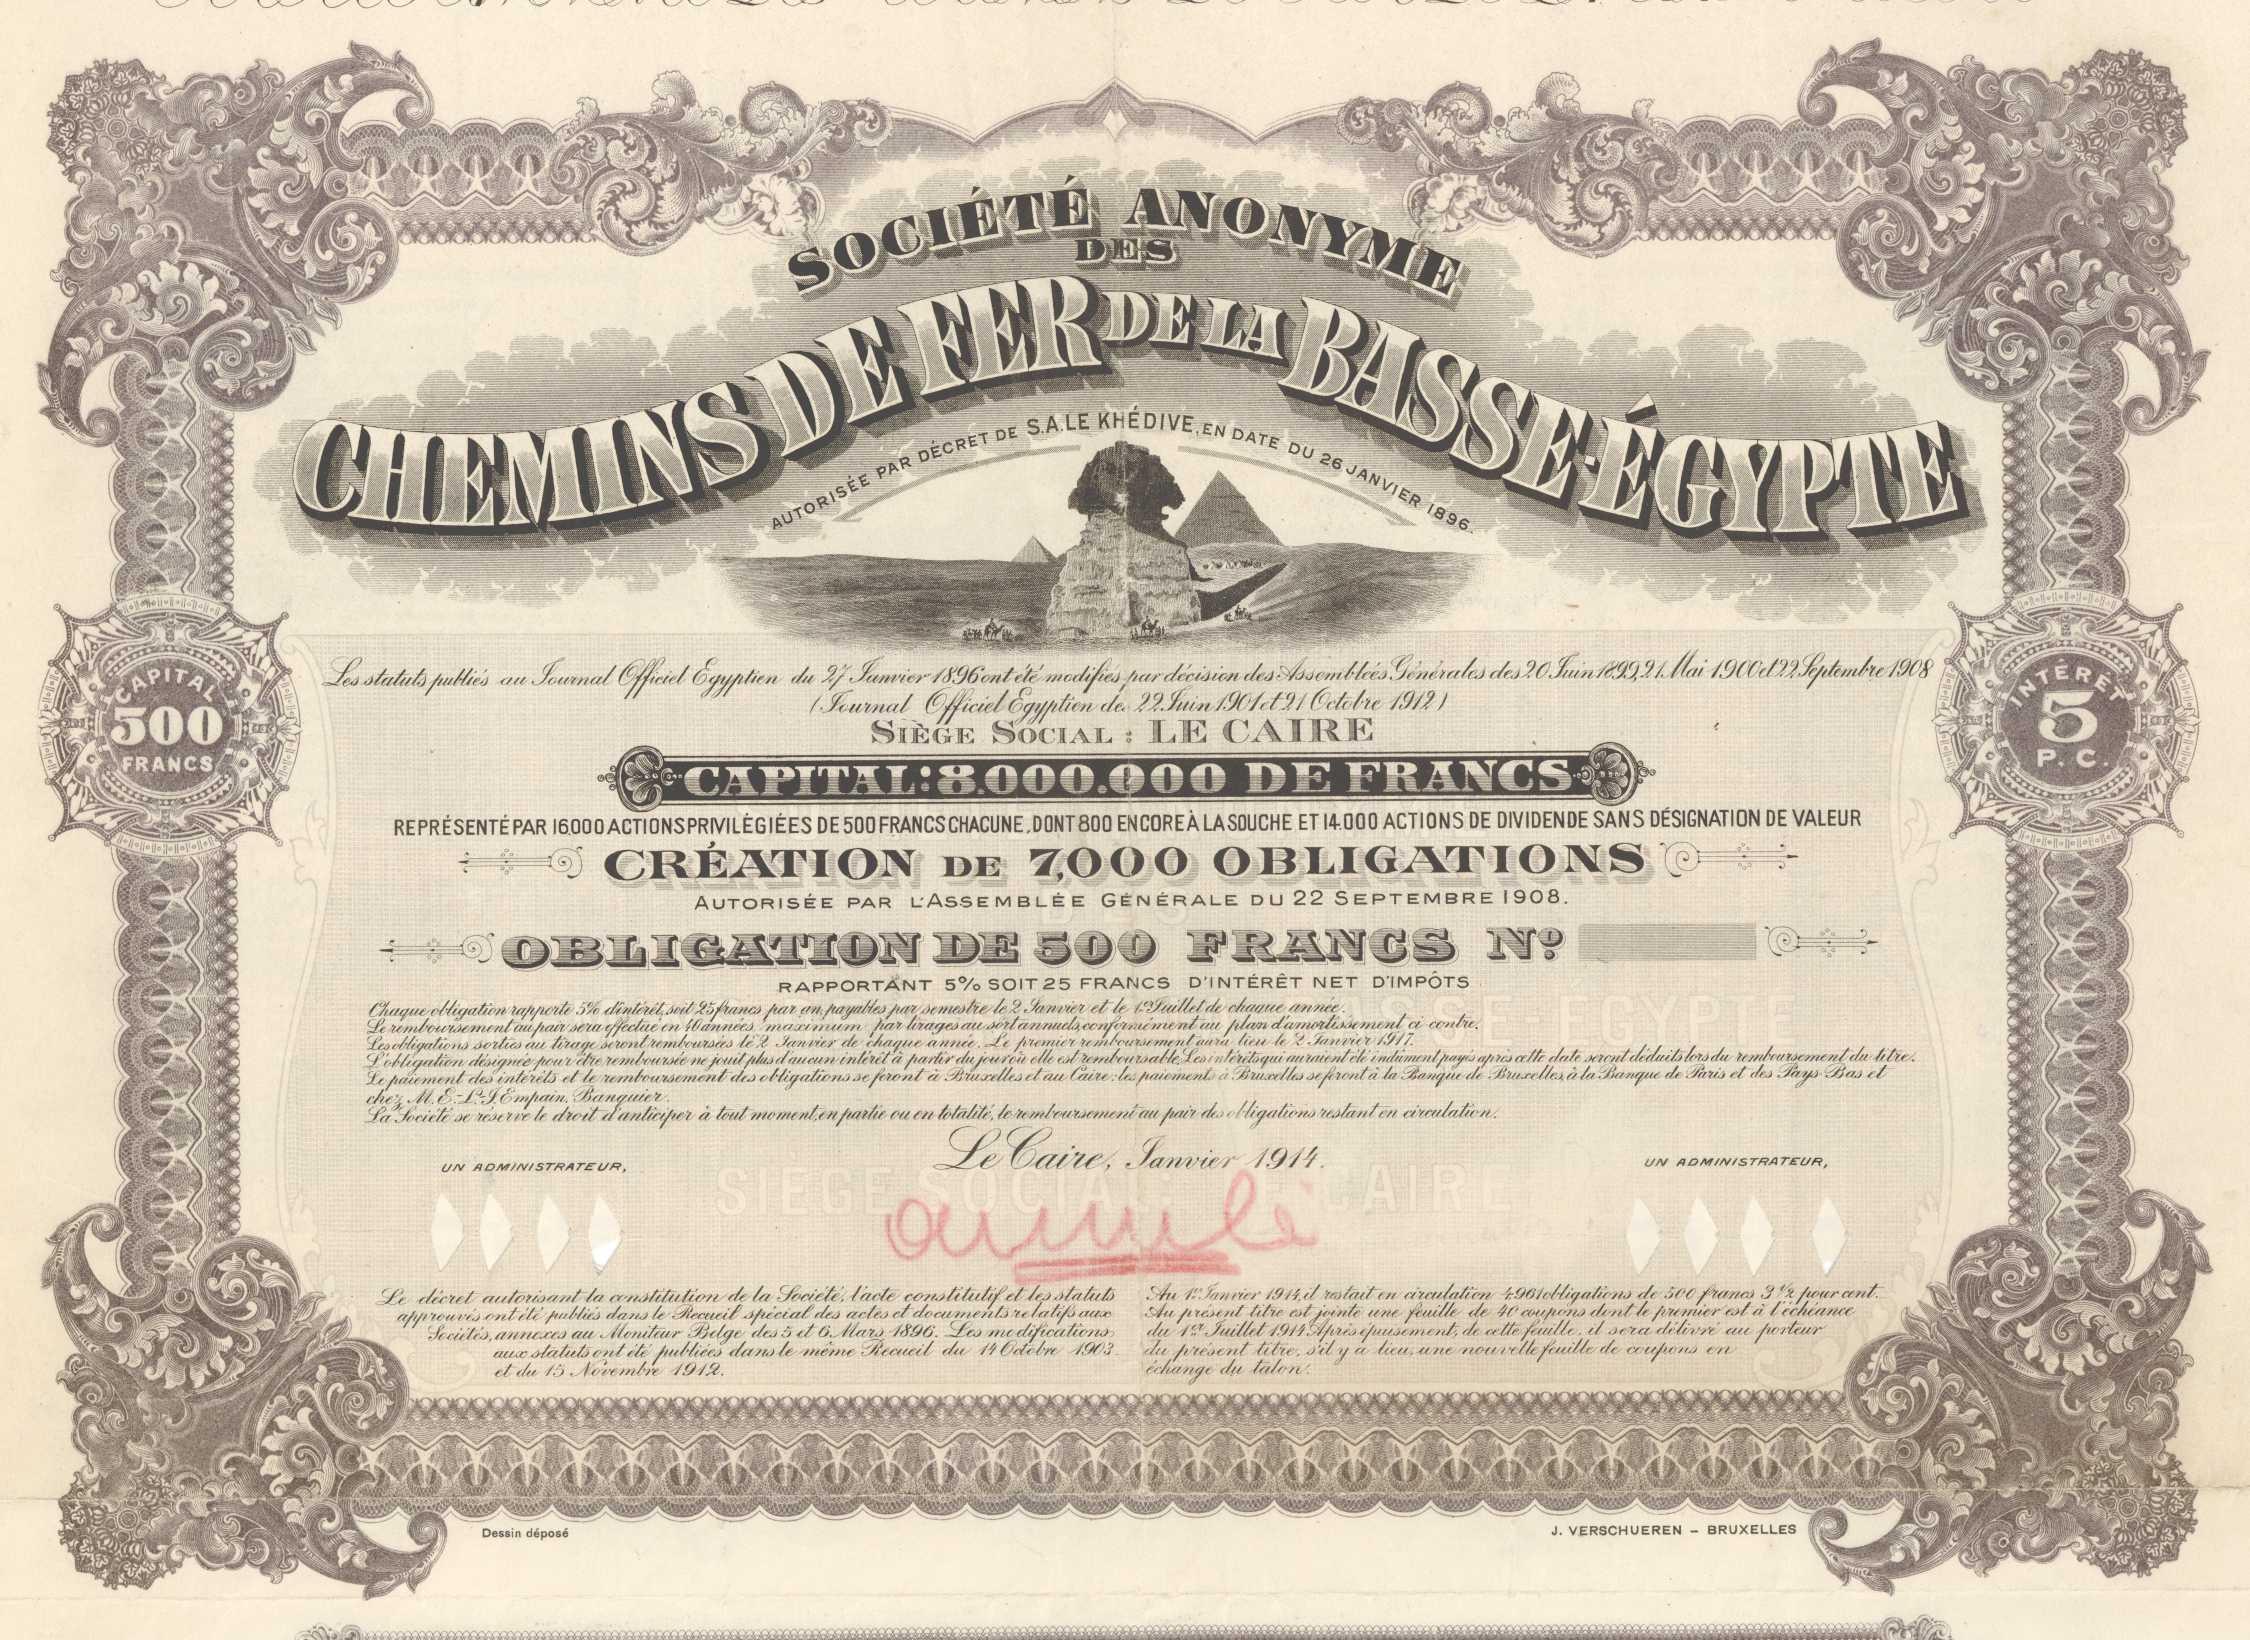 SOCIÉTÉ ANONYME
DES
CHEMINS DE FER DE LA BASSE-ÉGYPTE
AUTORISÉE PAR DÉCRET DE S.A. LE KHÉDIVE, EN DATE DU 26 JANVIER 1896.
Les statuts publiés au Journal Officiel Egyptien du 27 Janvier 1896 ont été modifiés par décision des Assemblées Générales des 20 Juin 1899, 21 Mai 1900 et 22 Septembre 1908
(Journal Officiel Egyptien des 22 Juin 1901 et 21 Octobre 1912)
SIÈGE SOCIAL : LE CAIRE
CAPITAL: 8.000.000 DE FRANCS
REPRÉSENTÉ PAR 16.000 ACTIONS PRIVILÈGIÉES DE 500 FRANCS CHACUNE, DONT 800 ENCORE À LA SOUCHE ET 14.000 ACTIONS DE DIVIDENDE SANS DÉSIGNATION DE VALEUR
CRÉATION DE 7,000 OBLIGATIONS
AUTORISÉE PAR L'ASSEMBLÉE GÉNÉRALE DU 22 SEPTEMBRE 1908.
OBLIGATION DE 500 FRANCS Nº
RAPPORTANT 5% SOIT 25 FRANCS D'INTÉRÊT NET D'IMPÔTS
Chaque obligation rapporte 5% d'intérêt, soit 25 francs par an, payables par semestre le 2 Janvier et le 1er Juillet de chaque année.
Le remboursement au pair sera effectué en 40 années, maximum, par tirages au sort annuels, conformément au plan d'amortissement ci-contre.
Les obligations sorties au tirage seront remboursées le 2 Janvier de chaque année. Le premier remboursement aura lieu le 2 Janvier 1917.
L'obligation désignée pour être remboursée ne jouit plus d'aucun intérêt à partir du jour où elle est remboursable. Les intérêts qui auraient été indûment payés après cette date seront déduits lors du remboursement du titre.
Le paiement des intérêts et le remboursement des obligations se feront à Bruxelles et au Caire; les paiements à Bruxelles se feront à la Banque de Bruxelles, à la Banque de Paris et des Pays-Bas et
chez M. E.-L.-J. Empain, Banquier.
La Société se réserve le droit d'anticiper à tout moment, en partie ou en totalité, le remboursement au pair des obligations restant en circulation.
Le Caire, Janvier 1914.
UN ADMINISTRATEUR,
UN ADMINISTRATEUR,
SIÈGE SOCIAL: LE CAIRE
annulé
Le décret autorisant la constitution de la Société, l'acte constitutif et les statuts
approuvés ont été publiés dans le Recueil spécial des actes et documents relatifs aux
Sociétés, annexes au Moniteur Belge des 5 et 6 Mars 1896. Les modifications
aux statuts ont été publiées dans le même Recueil du 14 Octobre 1903
et du 15 Novembre 1912.
Au 1er Janvier 1914, il restait en circulation 4961 obligations de 500 francs 3 ½ pour cent.
Au présent titre est jointe une feuille de 40 coupons dont le premier est à l'échéance
du 1er Juillet 1914. Après épuisement, de cette feuille, il sera délivré au porteur
du présent titre, s'il y a lieu, une nouvelle feuille de coupons en
échange du talon.
CAPITAL
500
FRANCS
INTÉRÊT
5
P. C.
Dessin déposé
J. VERSCHUEREN – BRUXELLES